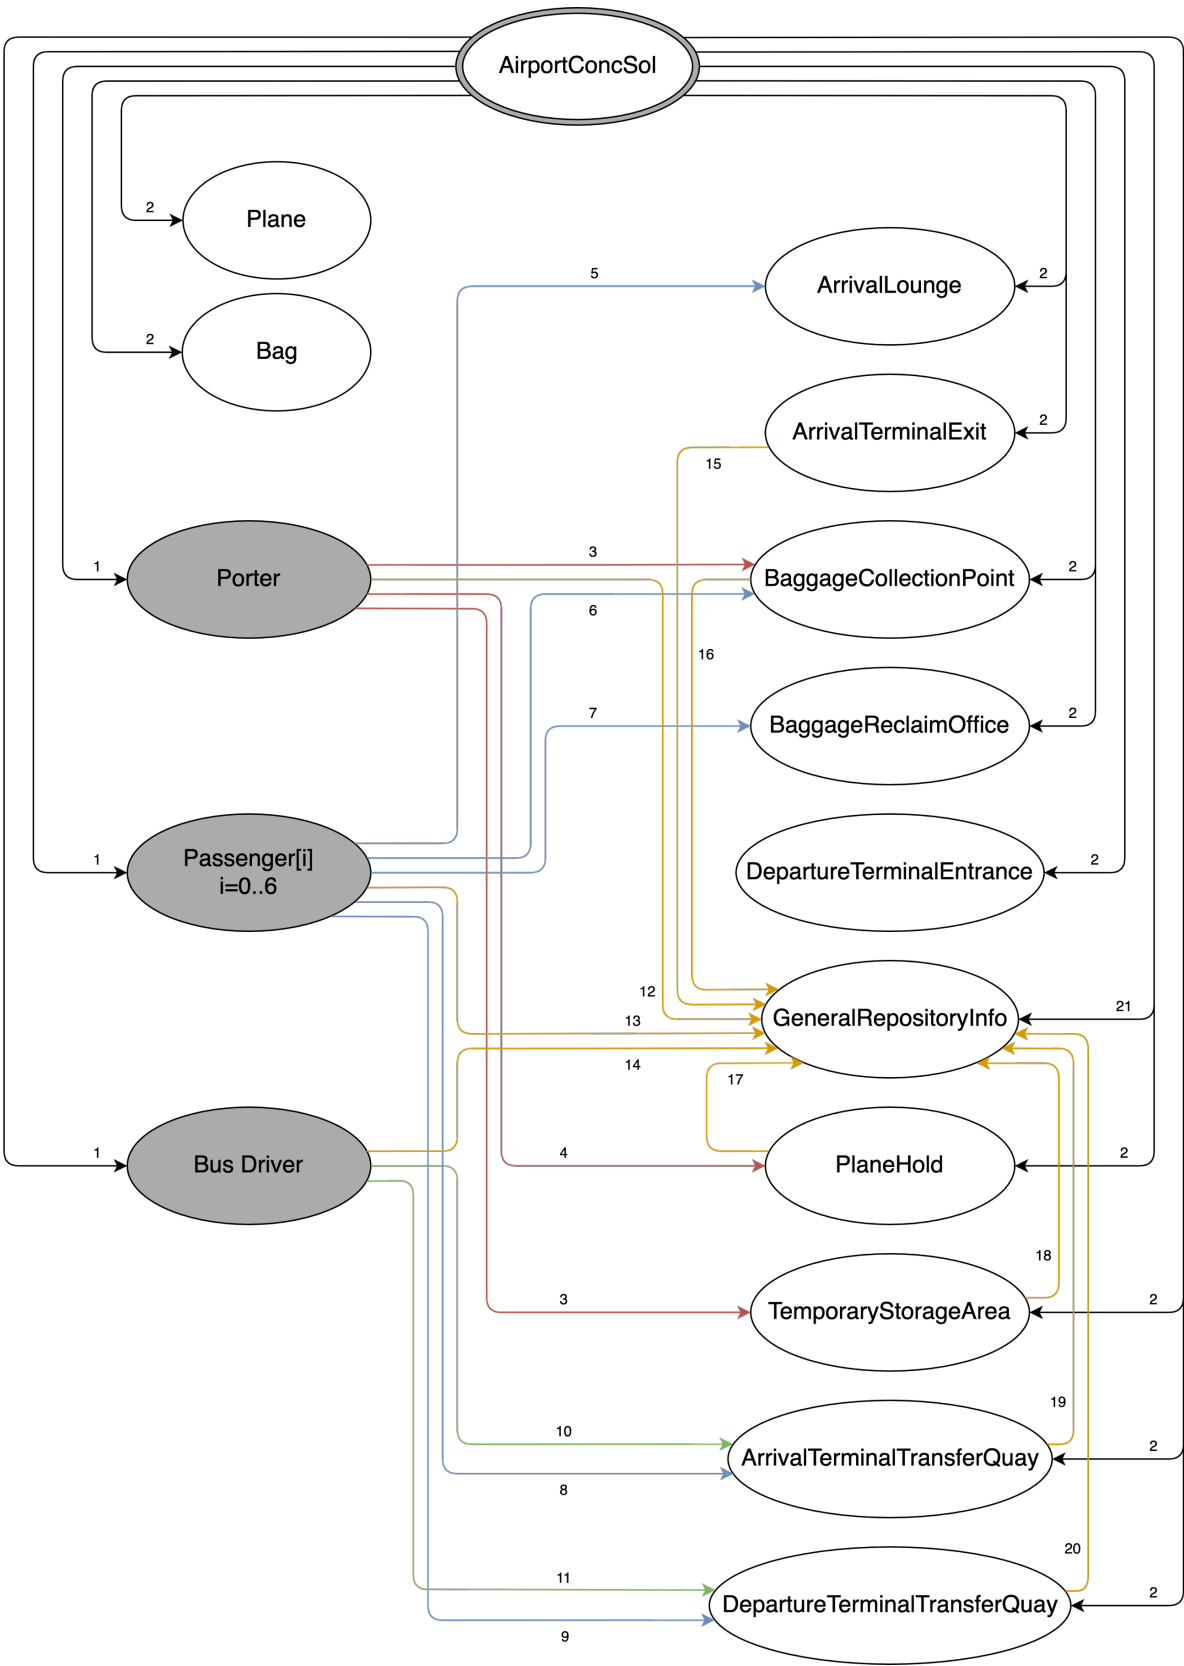 AirportConcSol
2
Plane
5
ArrivalLounge
2
2
Bag
ArrivalTerminalExit
2
15
1
Porter
3
BaggageCollectionPoint
2
6
16
7
BaggageReclaimOffice
2
1
Passenger[i]
i=0..6
DepartureTerminalEntrance
2
12
13
GeneralRepositoryInfo
21
14
17
1
Bus Driver
4
PlaneHold
2
18
3
TemporaryStorageArea
2
19
10
ArrivalTerminalTransferQuay
2
8
20
11
DepartureTerminalTransferQuay
2
9